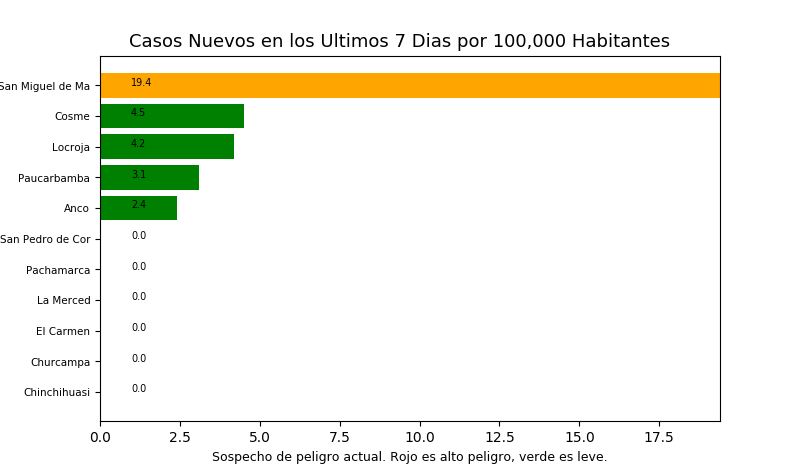 Casos Nuevos en los Ultimos 7 Dias por 100,000 Habitantes
San Miguel de Ma 19.4
Cosme 4.5
Locroja 4.2
Paucarbamba 3.1
Anco 2.4
San Pedro de Cor 0.0
Pachamarca 0.0
La Merced 0.0
El Carmen 0.0
Churcampa 0.0
Chinchihuasi 0.0
0.0 2.5 5.0 7.5 10.0 12.5 15.0 17.5
Sospecho de peligro actual. Rojo es alto peligro, verde es leve.